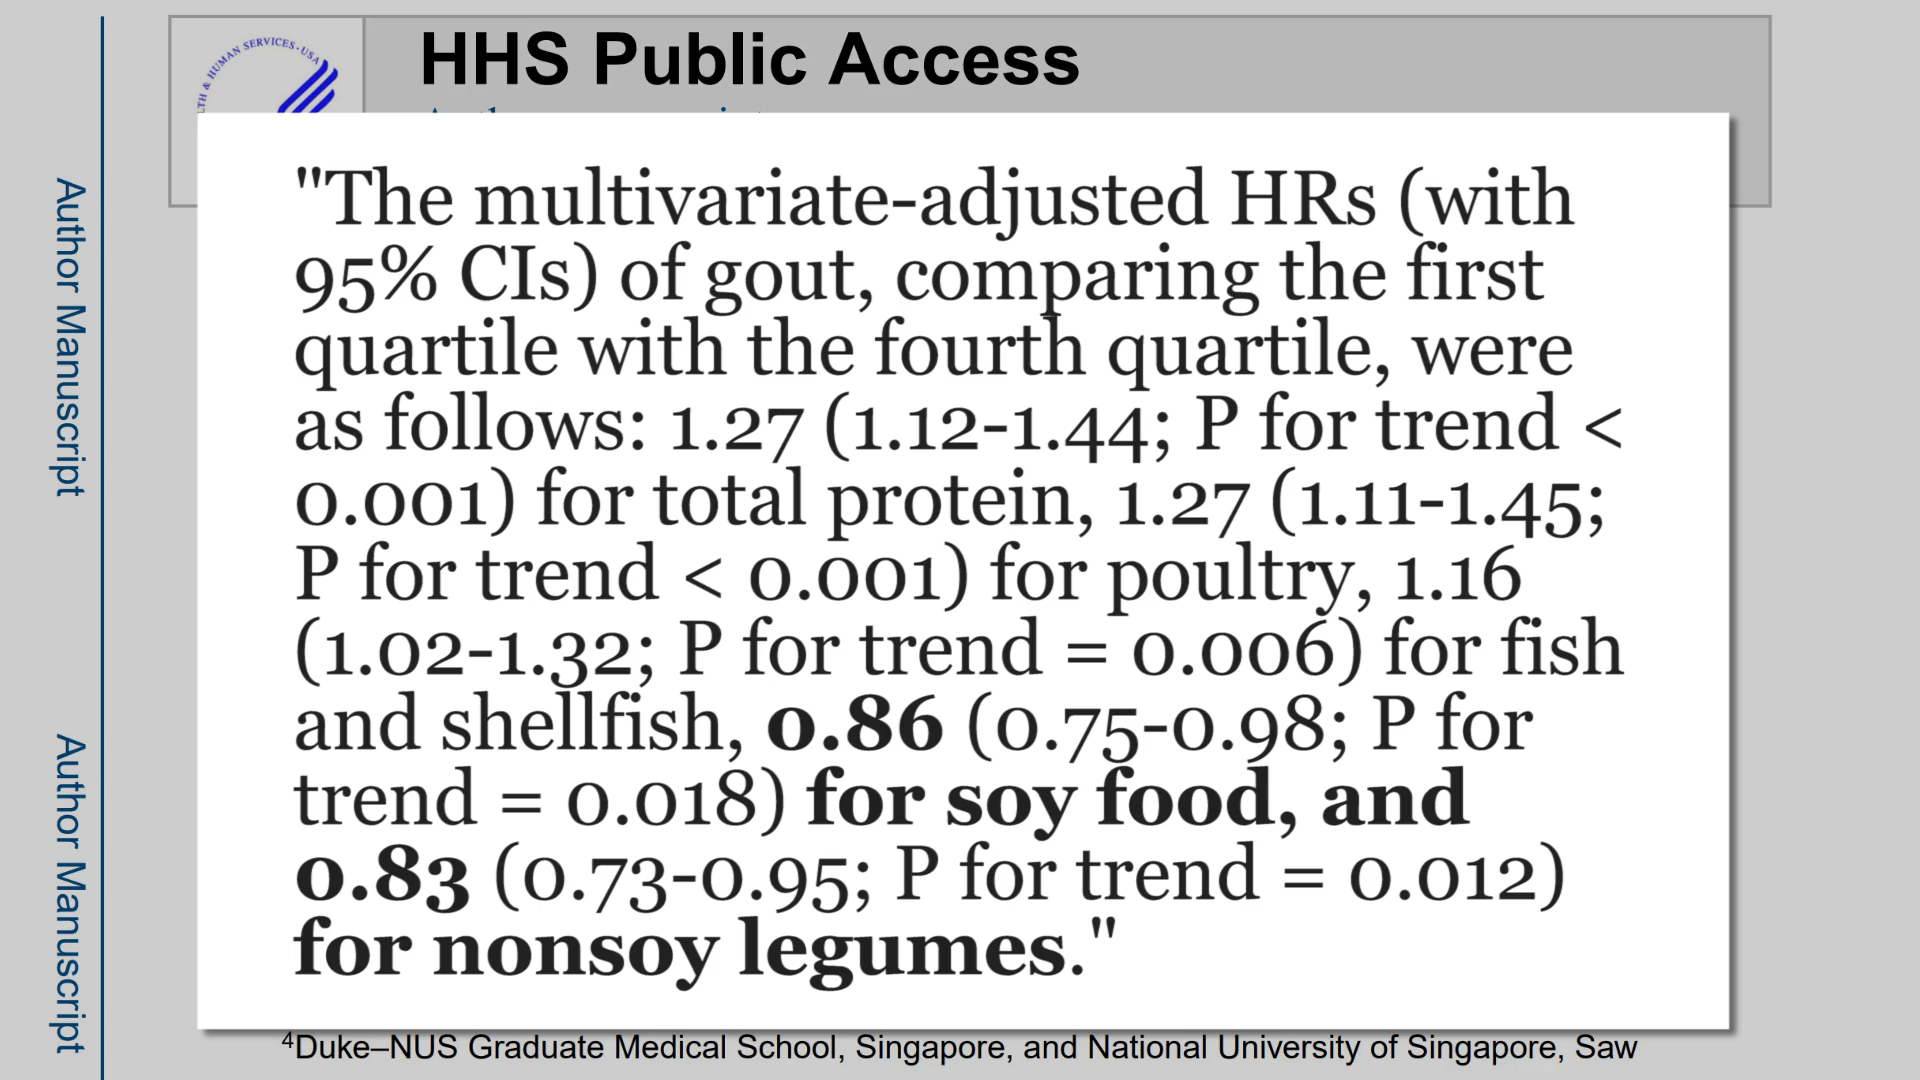 LTH & HUMAN SERVICES · USA
HHS Public Access
Author Manuscript
Author Manuscript
"The multivariate-adjusted HRs (with
95% CIs) of gout, comparing the first
quartile with the fourth quartile, were
as follows: 1.27 (1.12-1.44; P for trend <
0.001) for total protein, 1.27 (1.11-1.45;
P for trend < 0.001) for poultry, 1.16
(1.02-1.32; P for trend = 0.006) for fish
and shellfish, 0.86 (0.75-0.98; P for
trend = 0.018) for soy food, and
0.83 (0.73-0.95; P for trend = 0.012)
for nonsoy legumes."
4Duke–NUS Graduate Medical School, Singapore, and National University of Singapore, Saw